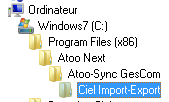 Ordinateur
Windows7 (C:)
Program Files (x86)
Atoo Next
Atoo-Sync GesCom
Ciel Import-Export